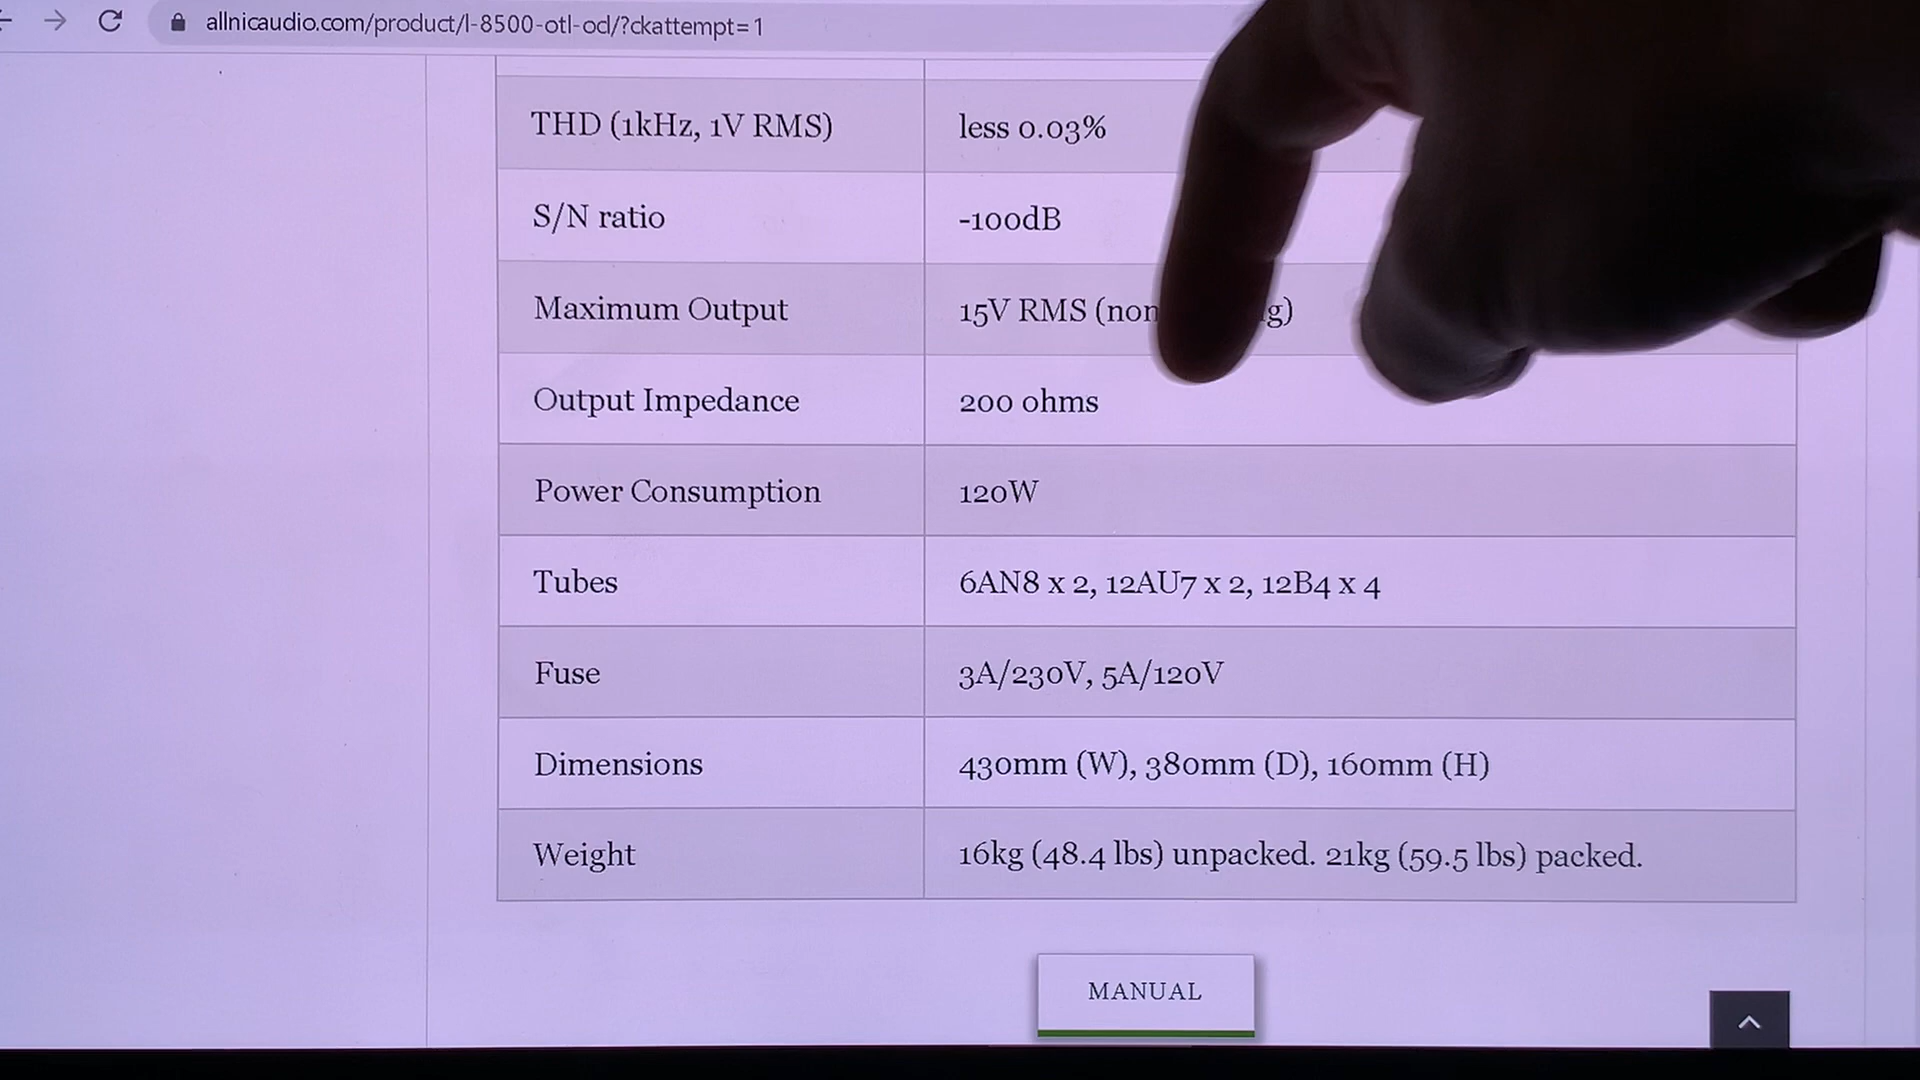 allnicaudio.com/product/l-8500-otl-ocl/?ckattempt=1
THD (1kHz, 1V RMS) less 0.03%
S/N ratio -100dB
Maximum Output 15V RMS
Output Impedance 200 ohms
Power Consumption 120W
Tubes 6AN8 x 2, 12AU7 x 2, 12B4 x 4
Fuse 3A/230V, 5A/120V
Dimensions 430mm (W), 380mm (D), 160mm (H)
Weight 16kg (48.4 lbs) unpacked. 21kg (59.5 lbs) packed.
MANUAL